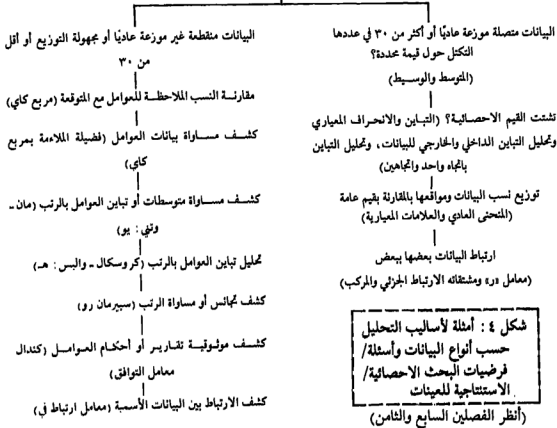 البيانات متصلة موزعة عاديًا أو أكثر من ٣٠ في عددها
التكتل حول قيمة محددة؟
(المتوسط والوسيط)
تشتت القيم الاحصائية؟ (التباين والانحراف المعياري
وتحليل التباين الداخلي والخارجي للبيانات، وتحليل التباين
باتجاه واحد واتجاهين)
توزيع نسب البيانات ومواقعها بالمقارنة بقيم عامة
(المنحنى العادي والعلامات المعيارية)
ارتباط البيانات بعضها ببعض
(معامل «ر» ومشتقاته الارتباط الجزئي والمركب)
البيانات منقطعة غير موزعة عاديًا أو مجهولة التوزيع أو أقل
من ٣٠
مقارنة النسب الملاحظة للعوامل مع المتوقعة (مربع كاي)
كشف مساواة بيانات العوامل (فضيلة الملاءمة بمربع
كاي)
كشف مساواة متوسطات أو تباين العوامل بالرتب (مان -
وتني: يو)
تحليل تباين العوامل بالرتب (كروسكال - والبس: هـ)
كشف تجانس أو مساواة الرتب (سبيرمان رو)
كشف موثوقية تقارير أو أحكام العوامل (كندال
معامل التوافق)
كشف الارتباط بين البيانات الأسمية (معامل ارتباط في)
شكل ٤: أمثلة لأساليب التحليل
حسب أنواع البيانات وأسئلة/
فرضيات البحث الاحصائية/
الاستنتاجية للعينات
(أنظر الفصلين السابع والثامن)